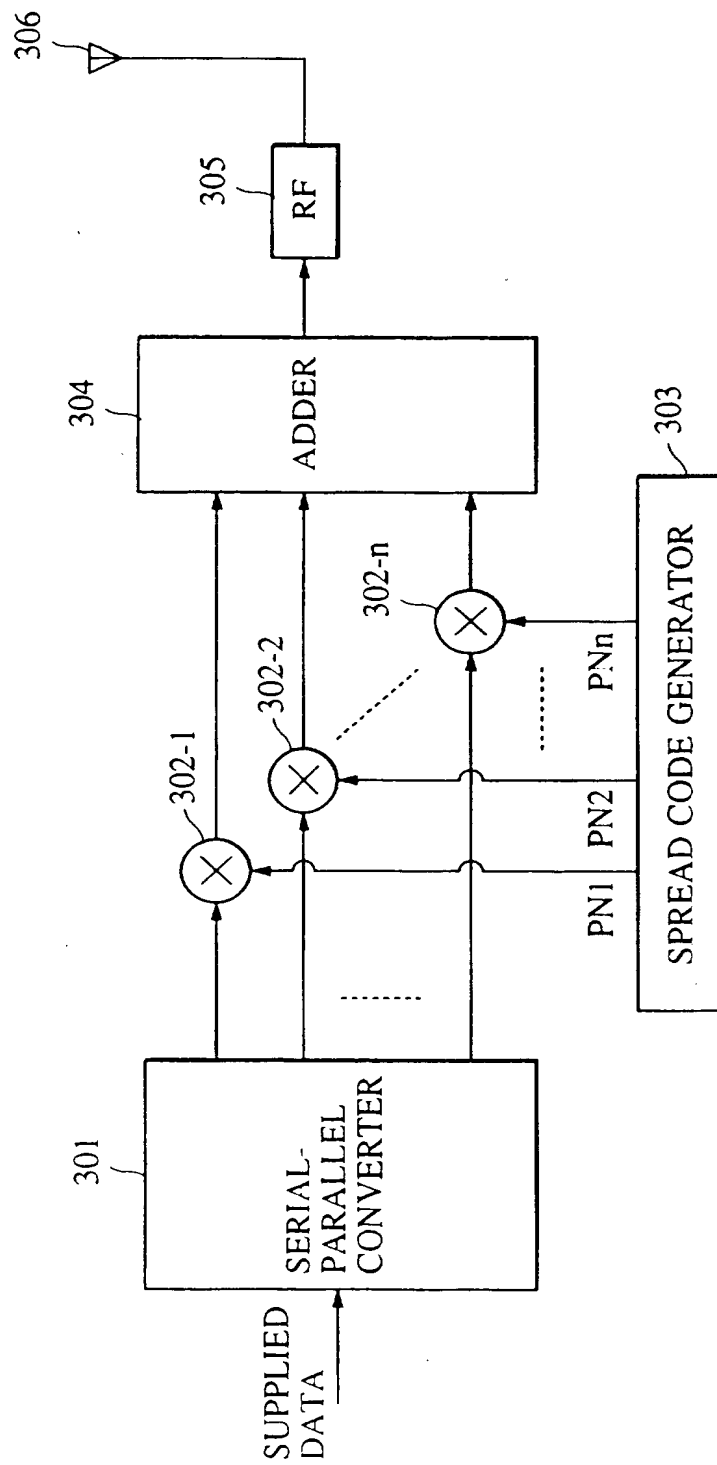 306
305
RF
304
ADDER
303
302-n
302-2
302-1
PNn
PN2
PN1
SPREAD CODE GENERATOR
301
SERIAL-
PARALLEL
CONVERTER
SUPPLIED
DATA